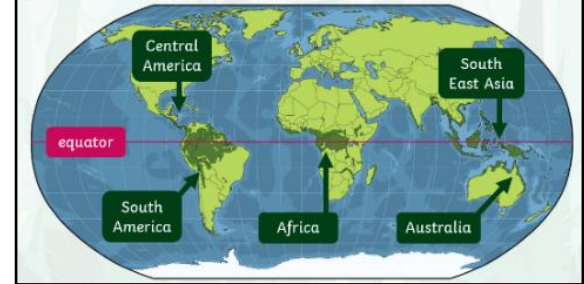 Central
America
South
East Asia
equator
South
America
Africa
Australia